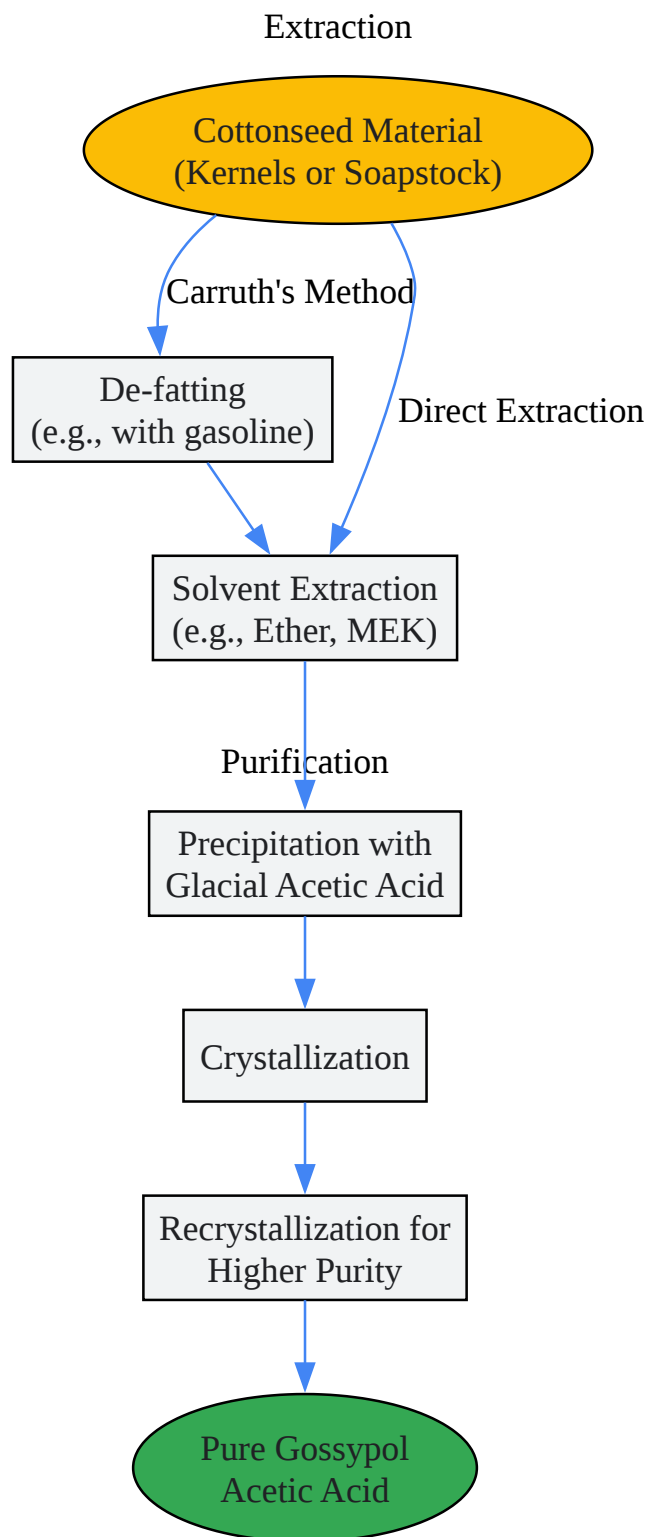 Extraction
Cottonseed Material
(Kernels or Soapstock)
Carruth's Method
De-fatting
(e.g., with gasoline)
Direct Extraction
Solvent Extraction
(e.g., Ether, MEK)
Purification
Precipitation with
Glacial Acetic Acid
Crystallization
Recrystallization for
Higher Purity
Pure Gossypol
Acetic Acid